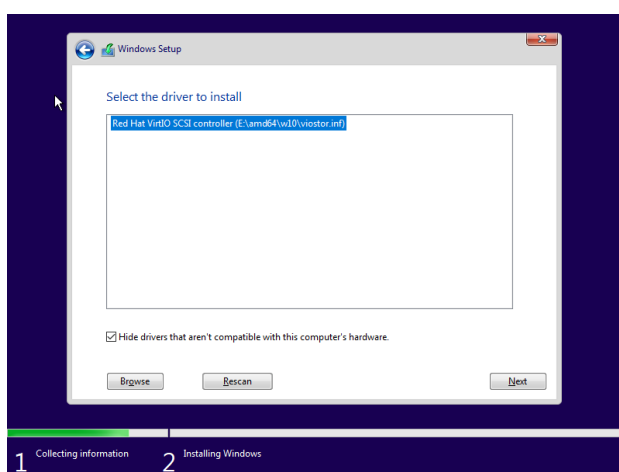 Windows Setup
Select the driver to install
Red Hat VirtIO SCSI controller (E:\amd64\w10\viostor.inf)
Hide drivers that aren't compatible with this computer's hardware.
Browse
Rescan
Next
1 Collecting information
2 Installing Windows